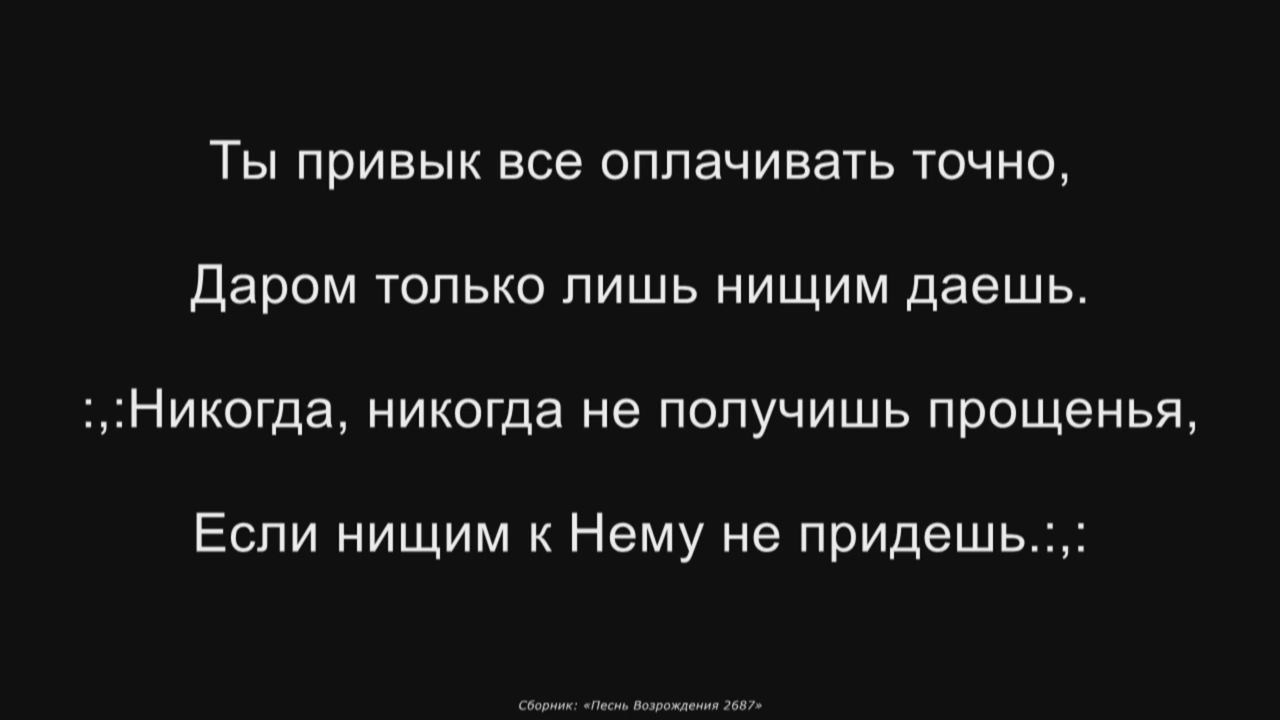 Ты привык все оплачивать точно,
Даром только лишь нищим даешь.
:,:Никогда, никогда не получишь прощенья,
Если нищим к Нему не придешь.:,:
Сборник: «Песнь Возрождения 2687»